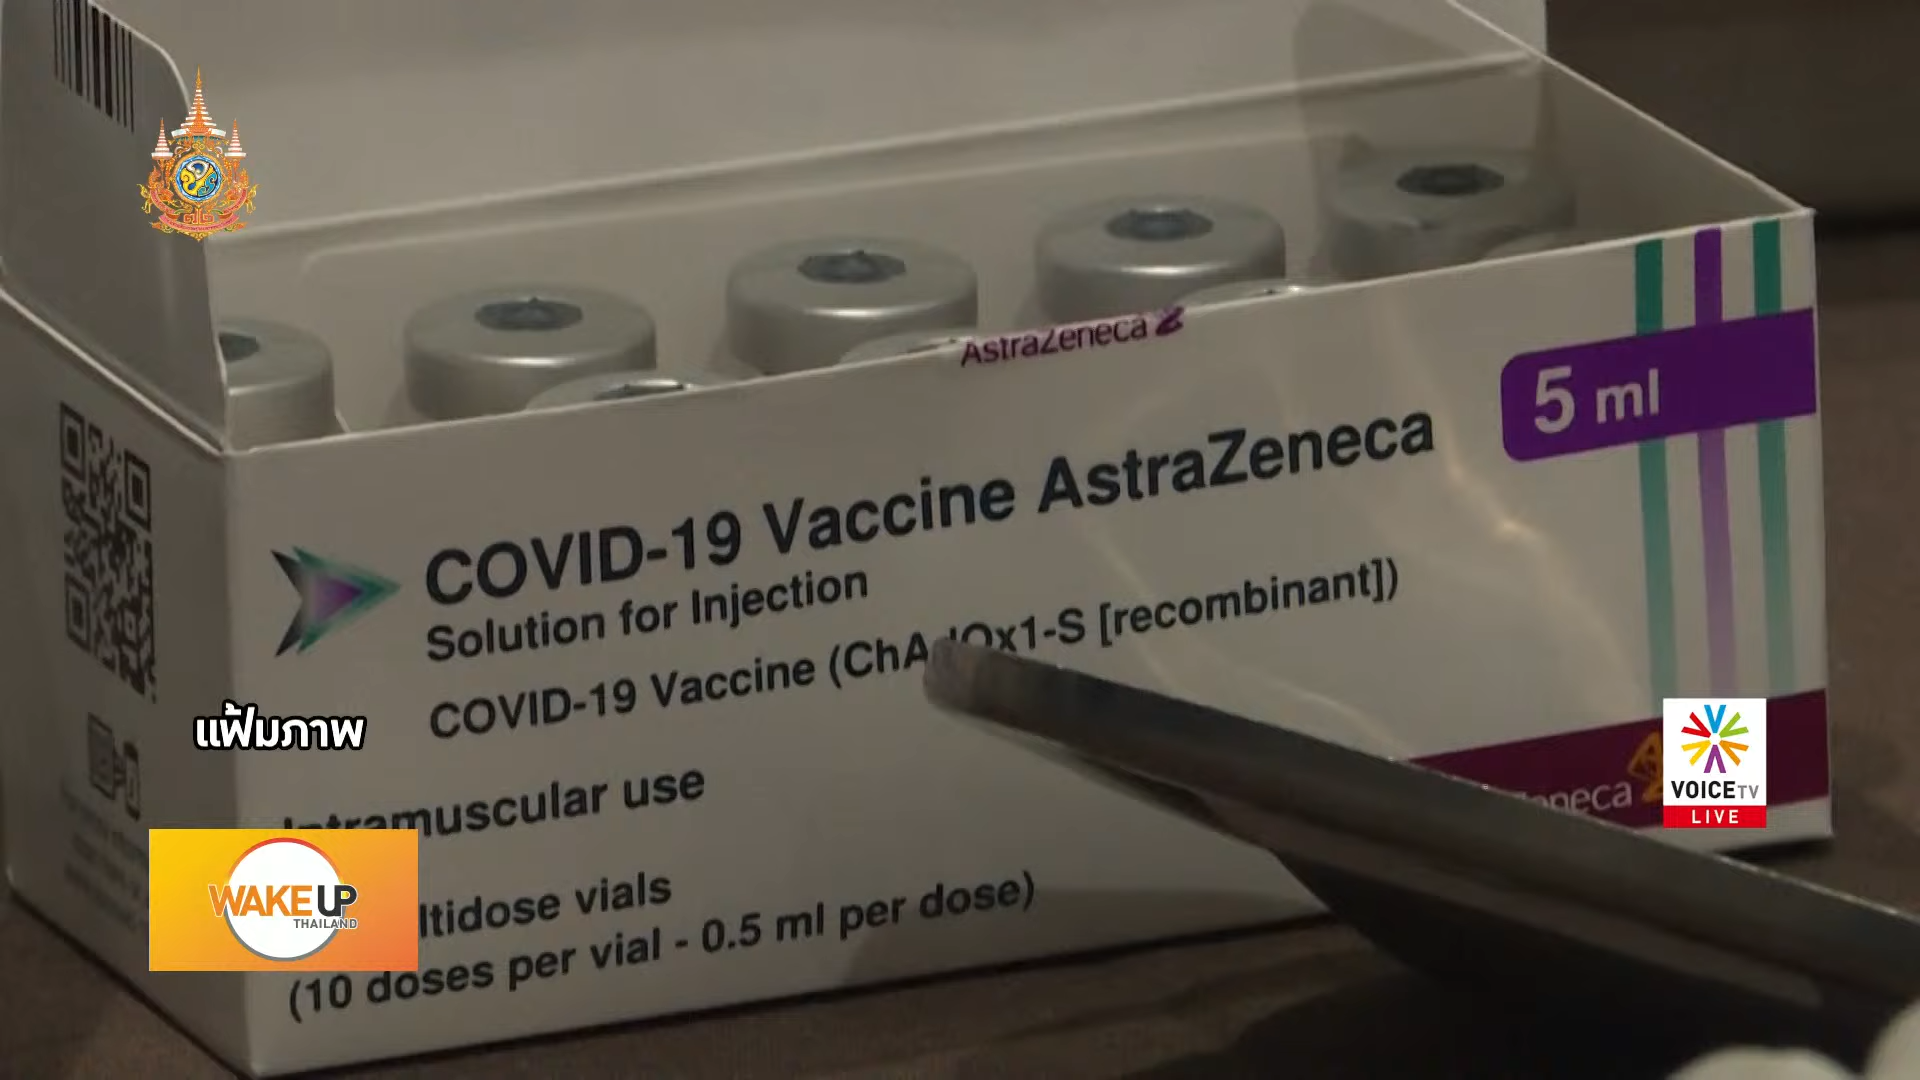 AstraZeneca
5 ml
COVID-19 Vaccine AstraZeneca
Solution for Injection
COVID-19 Vaccine (ChAdOx1-S [recombinant])
แฟ้มภาพ
Intramuscular use
VOICE TV
LIVE
WAKE UP
THAILAND
ltidose vials
(10 doses per vial - 0.5 ml per dose)